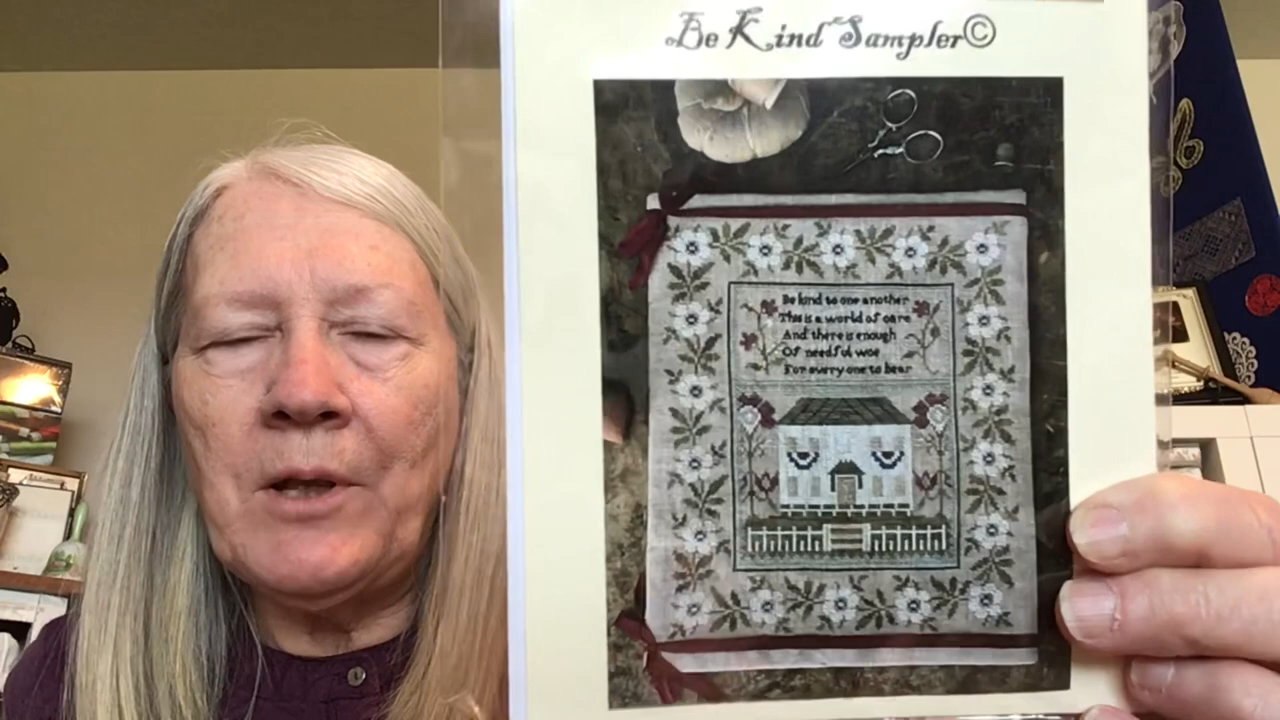 Be Kind Sampler©
Be kind to one another
This is a world of care
And there is enough
Of needful woe
For every one to bear